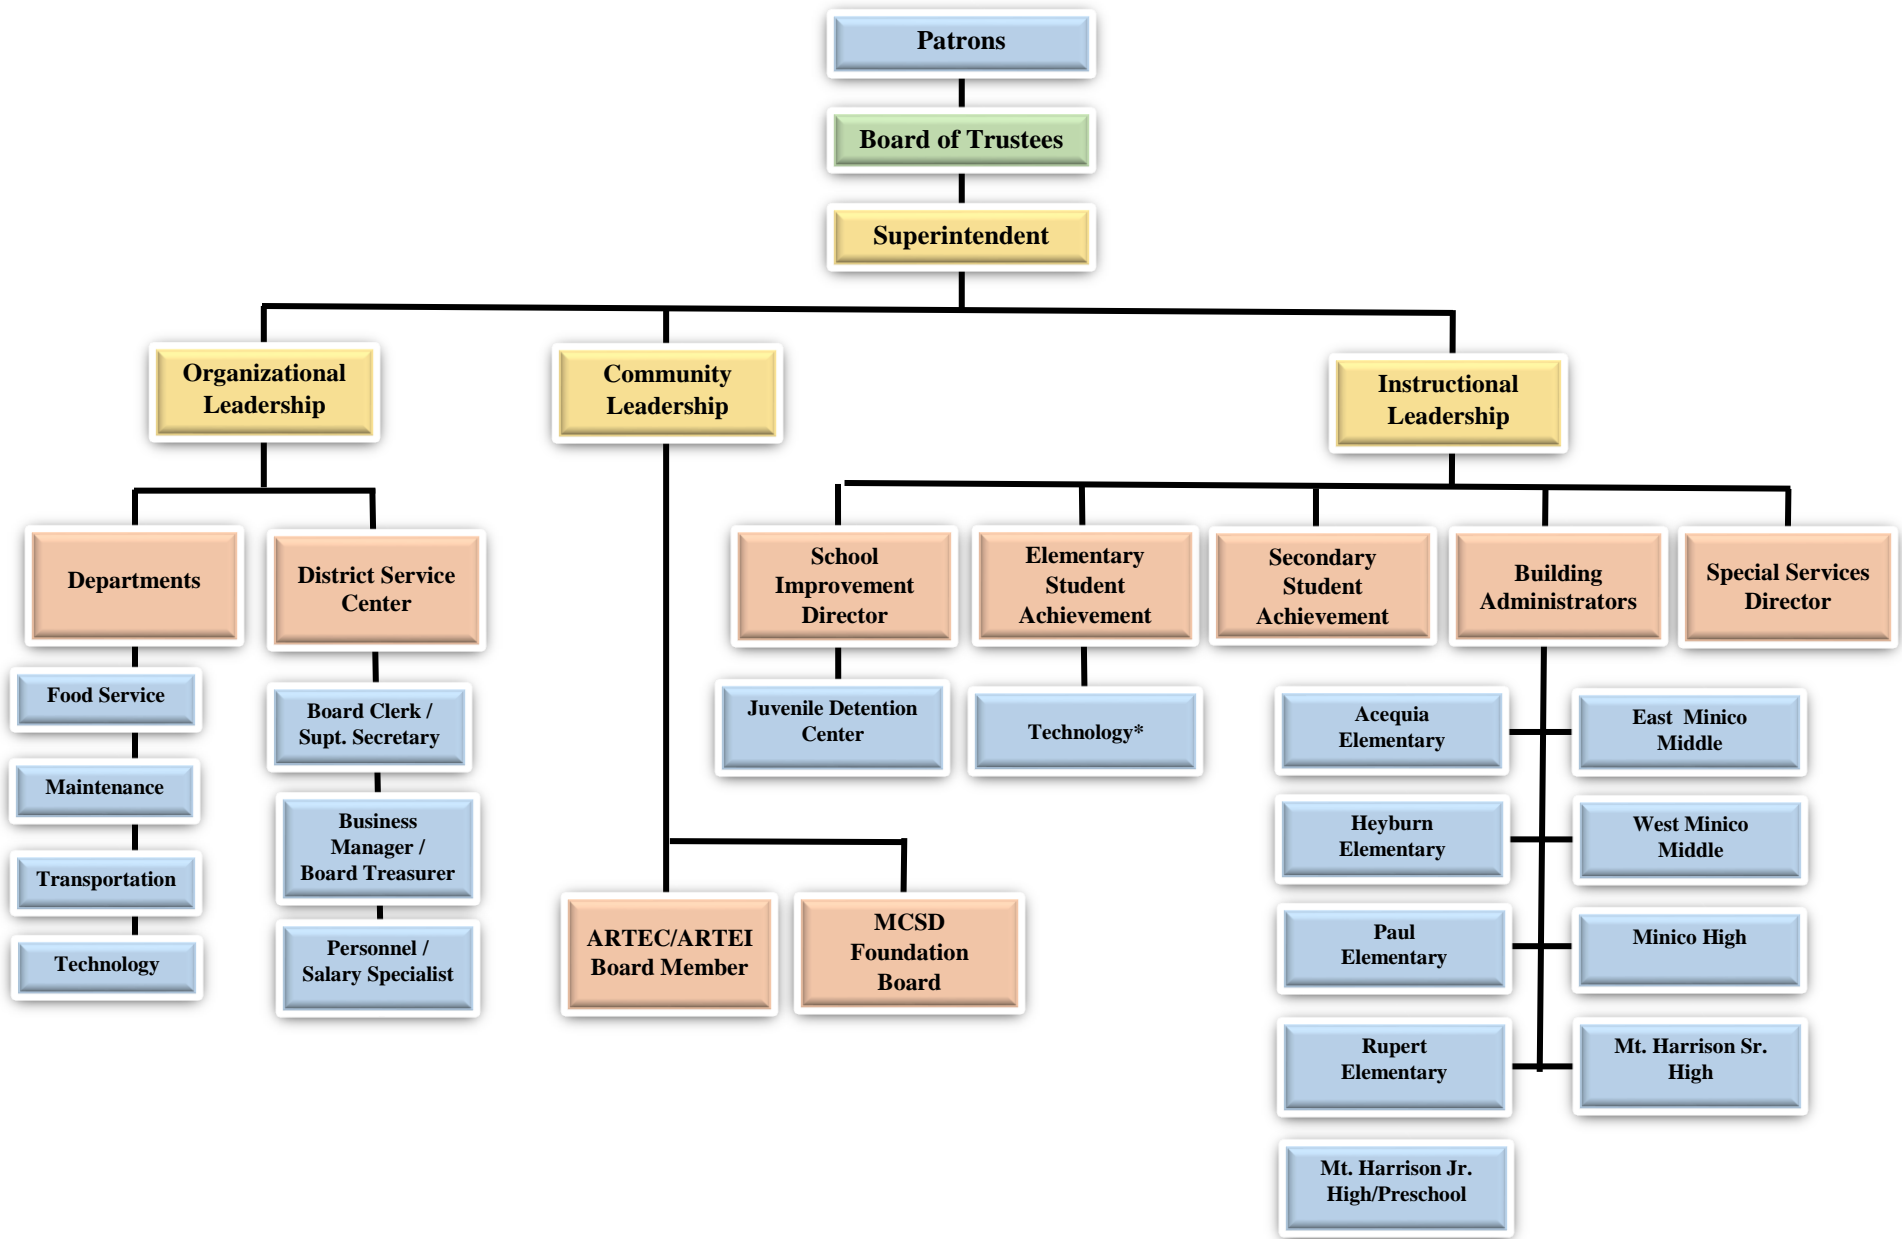 Patrons
Board of Trustees
Superintendent
Organizational
Leadership
Community
Leadership
Instructional
Leadership
Departments
District Service
Center
School
Improvement
Director
Elementary
Student
Achievement
Secondary
Student
Achievement
Building
Administrators
Special Services
Director
Food Service
Maintenance
Transportation
Technology
Board Clerk /
Supt. Secretary
Business
Manager /
Board Treasurer
Personnel /
Salary Specialist
ARTEC/ARTEI
Board Member
MCSD
Foundation
Board
Juvenile Detention
Center
Technology*
Acequia
Elementary
East  Minico
Middle
Heyburn
Elementary
West Minico
Middle
Paul
Elementary
Minico High
Rupert
Elementary
Mt. Harrison Sr.
High
Mt. Harrison Jr.
High/Preschool